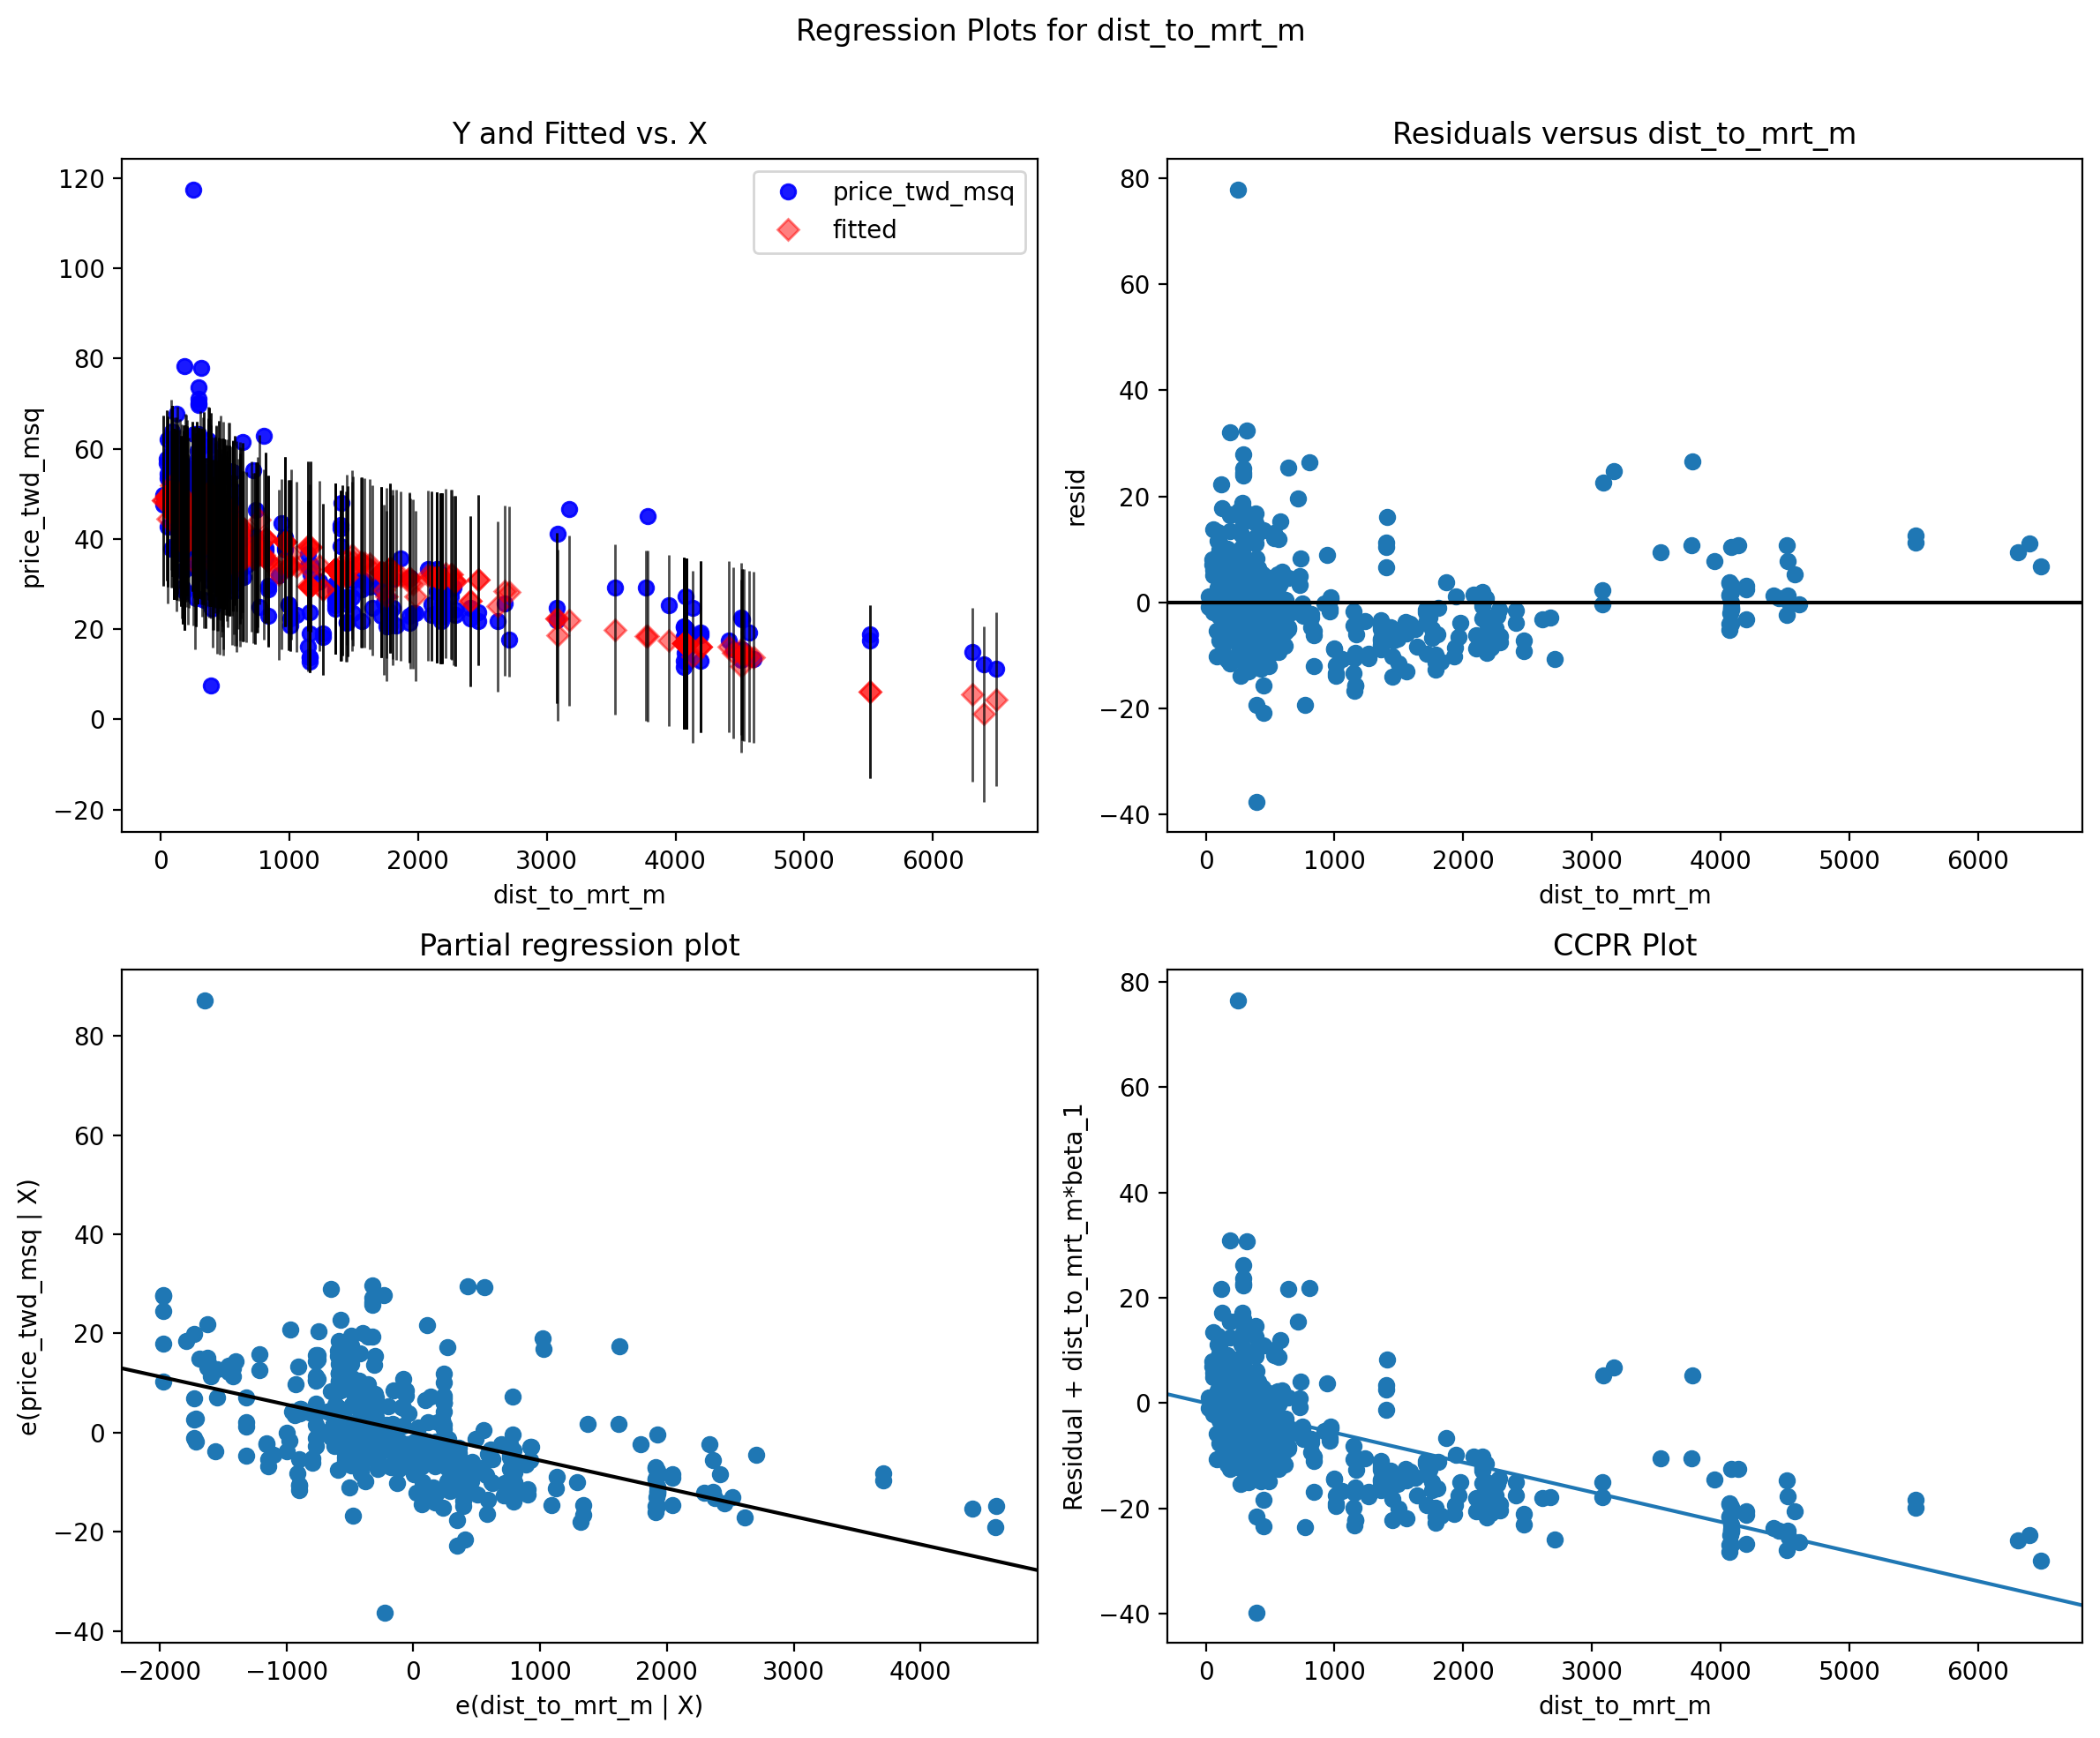 Regression Plots for dist_to_mrt_m
Y and Fitted vs. X
price_twd_msq
120
100
80
60
40
20
0
−20
price_twd_msq
fitted
0 1000 2000 3000 4000 5000 6000
dist_to_mrt_m
Residuals versus dist_to_mrt_m
resid
80
60
40
20
0
−20
−40
0 1000 2000 3000 4000 5000 6000
dist_to_mrt_m
Partial regression plot
e(price_twd_msq | X)
80
60
40
20
0
−20
−40
−2000 −1000 0 1000 2000 3000 4000
e(dist_to_mrt_m | X)
CCPR Plot
Residual + dist_to_mrt_m*beta_1
80
60
40
20
0
−20
−40
0 1000 2000 3000 4000 5000 6000
dist_to_mrt_m